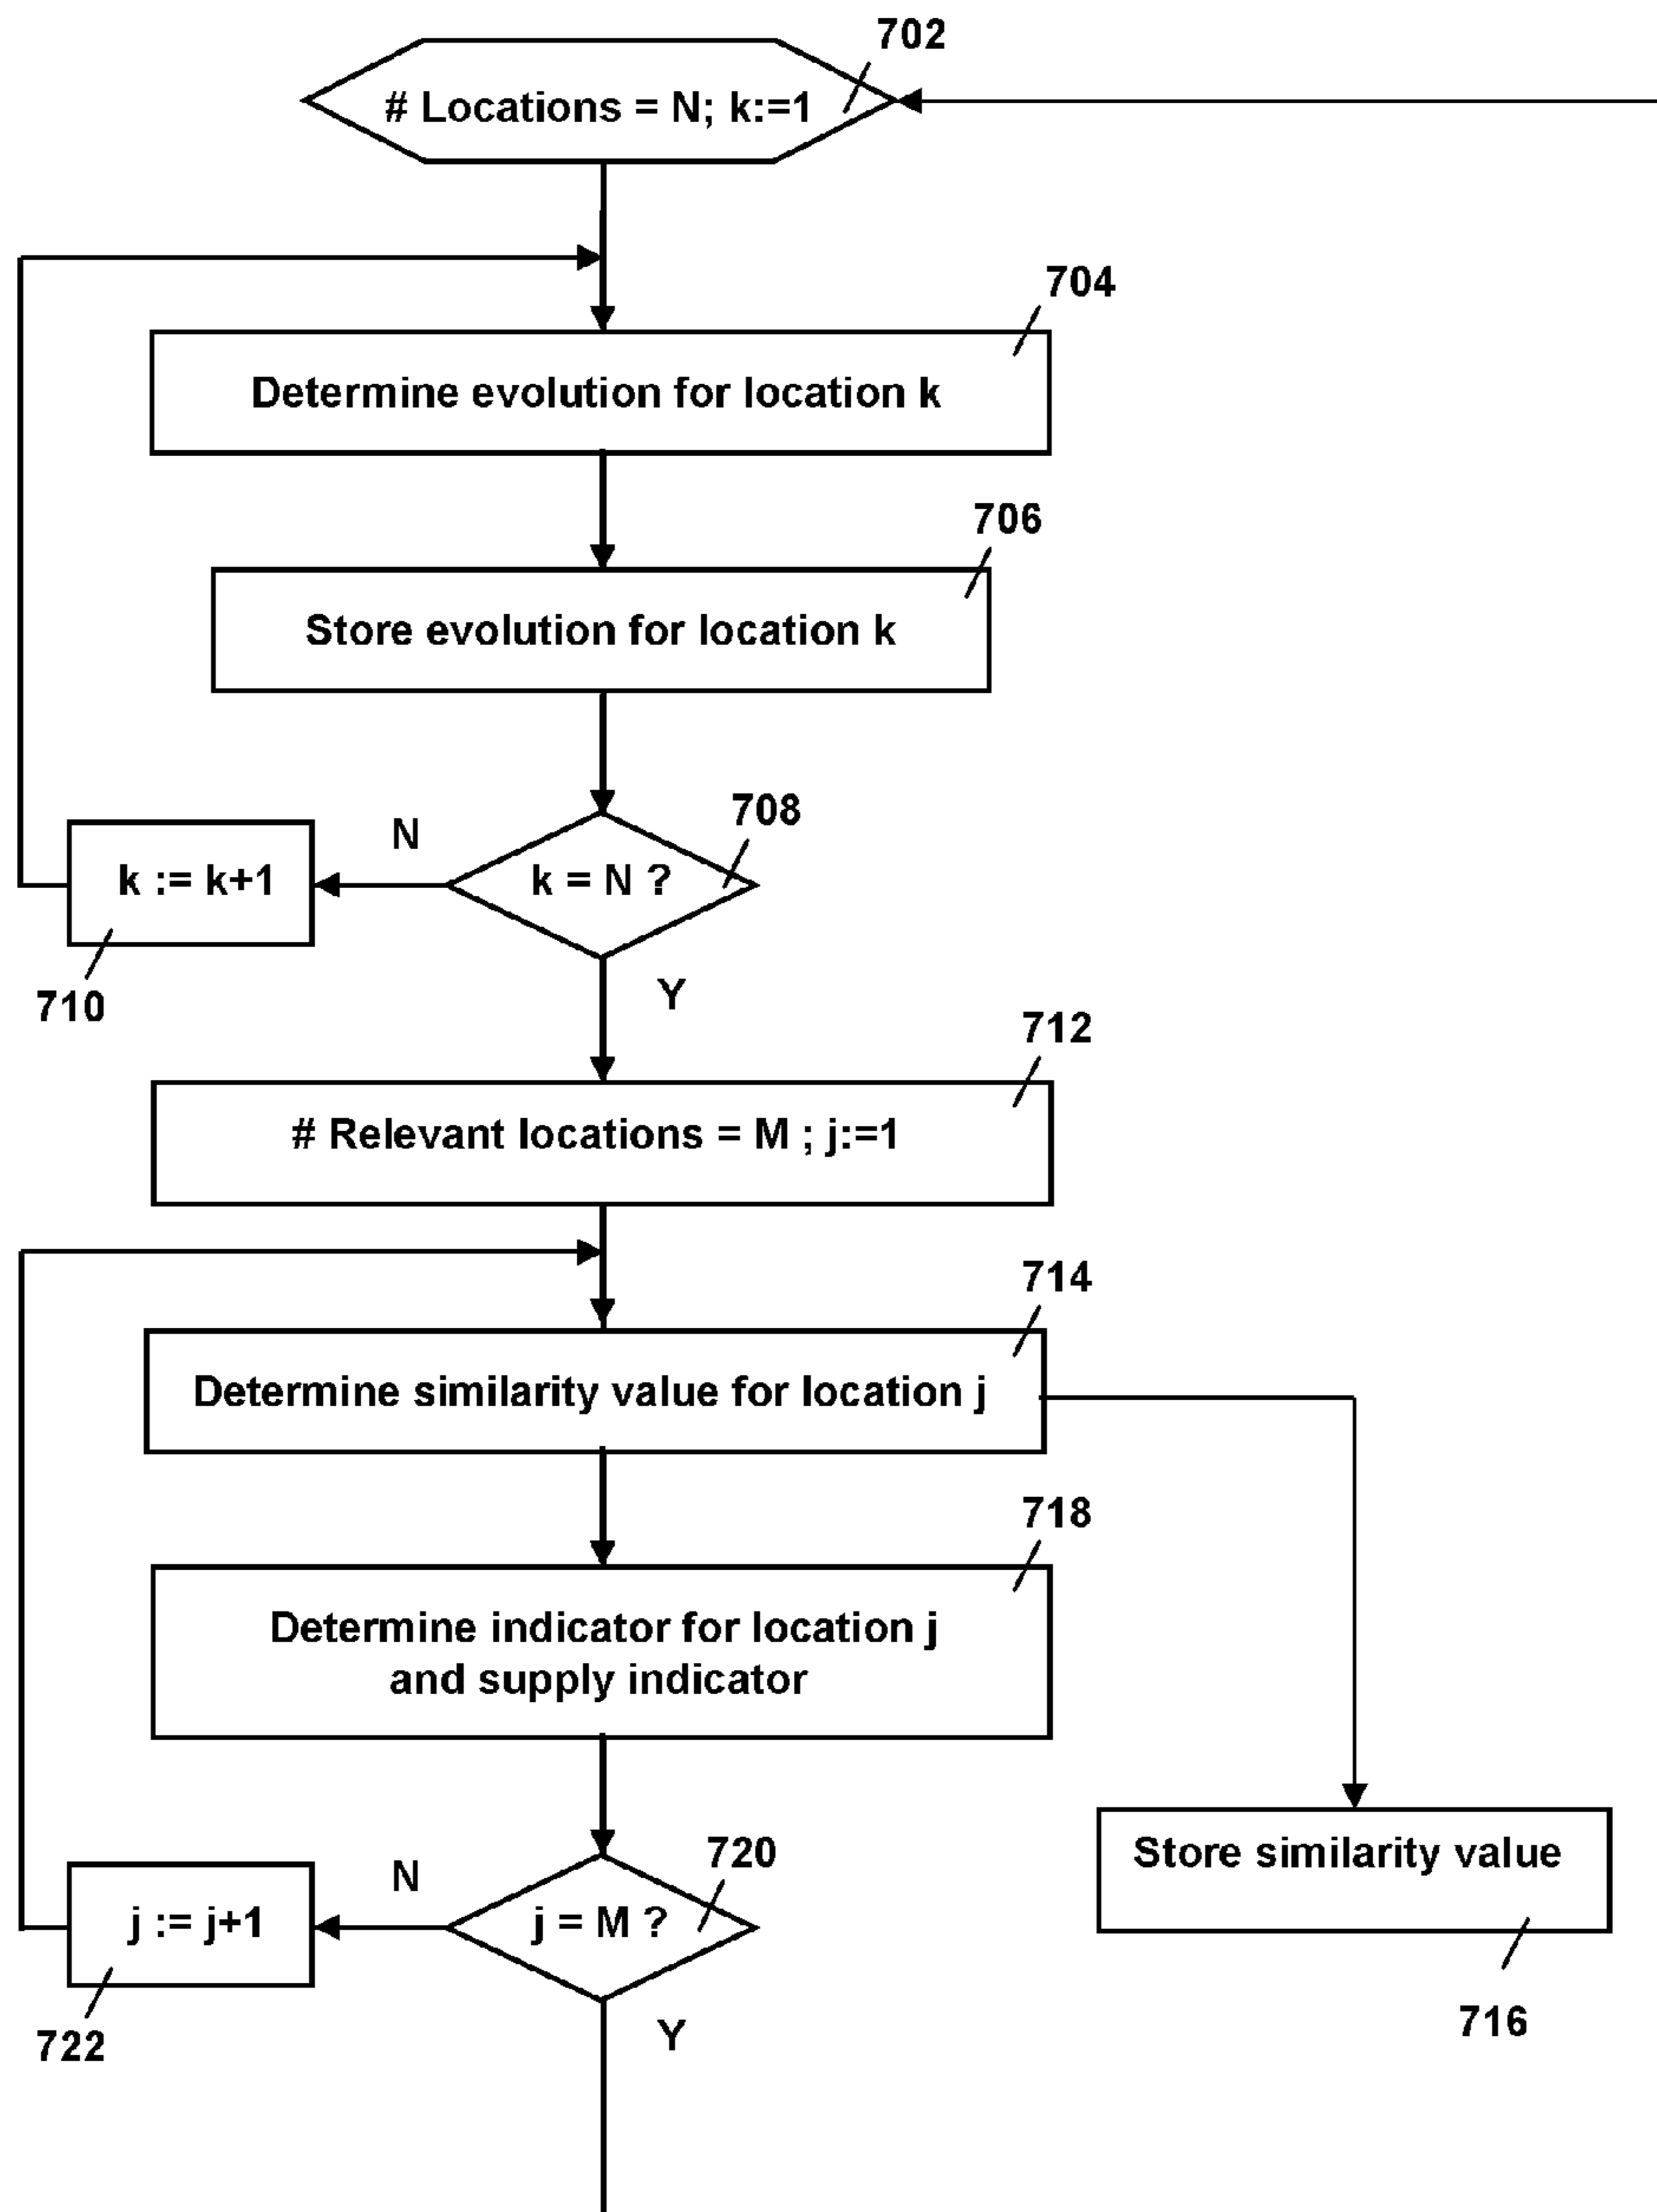 702
# Locations = N; k:=1
704
Determine evolution for location k
706
Store evolution for location k
708
N
k = N ?
k := k+1
710
Y
712
# Relevant locations = M ; j:=1
714
Determine similarity value for location j
718
Determine indicator for location j
and supply indicator
720
Store similarity value
N
j = M ?
j := j+1
716
722
Y